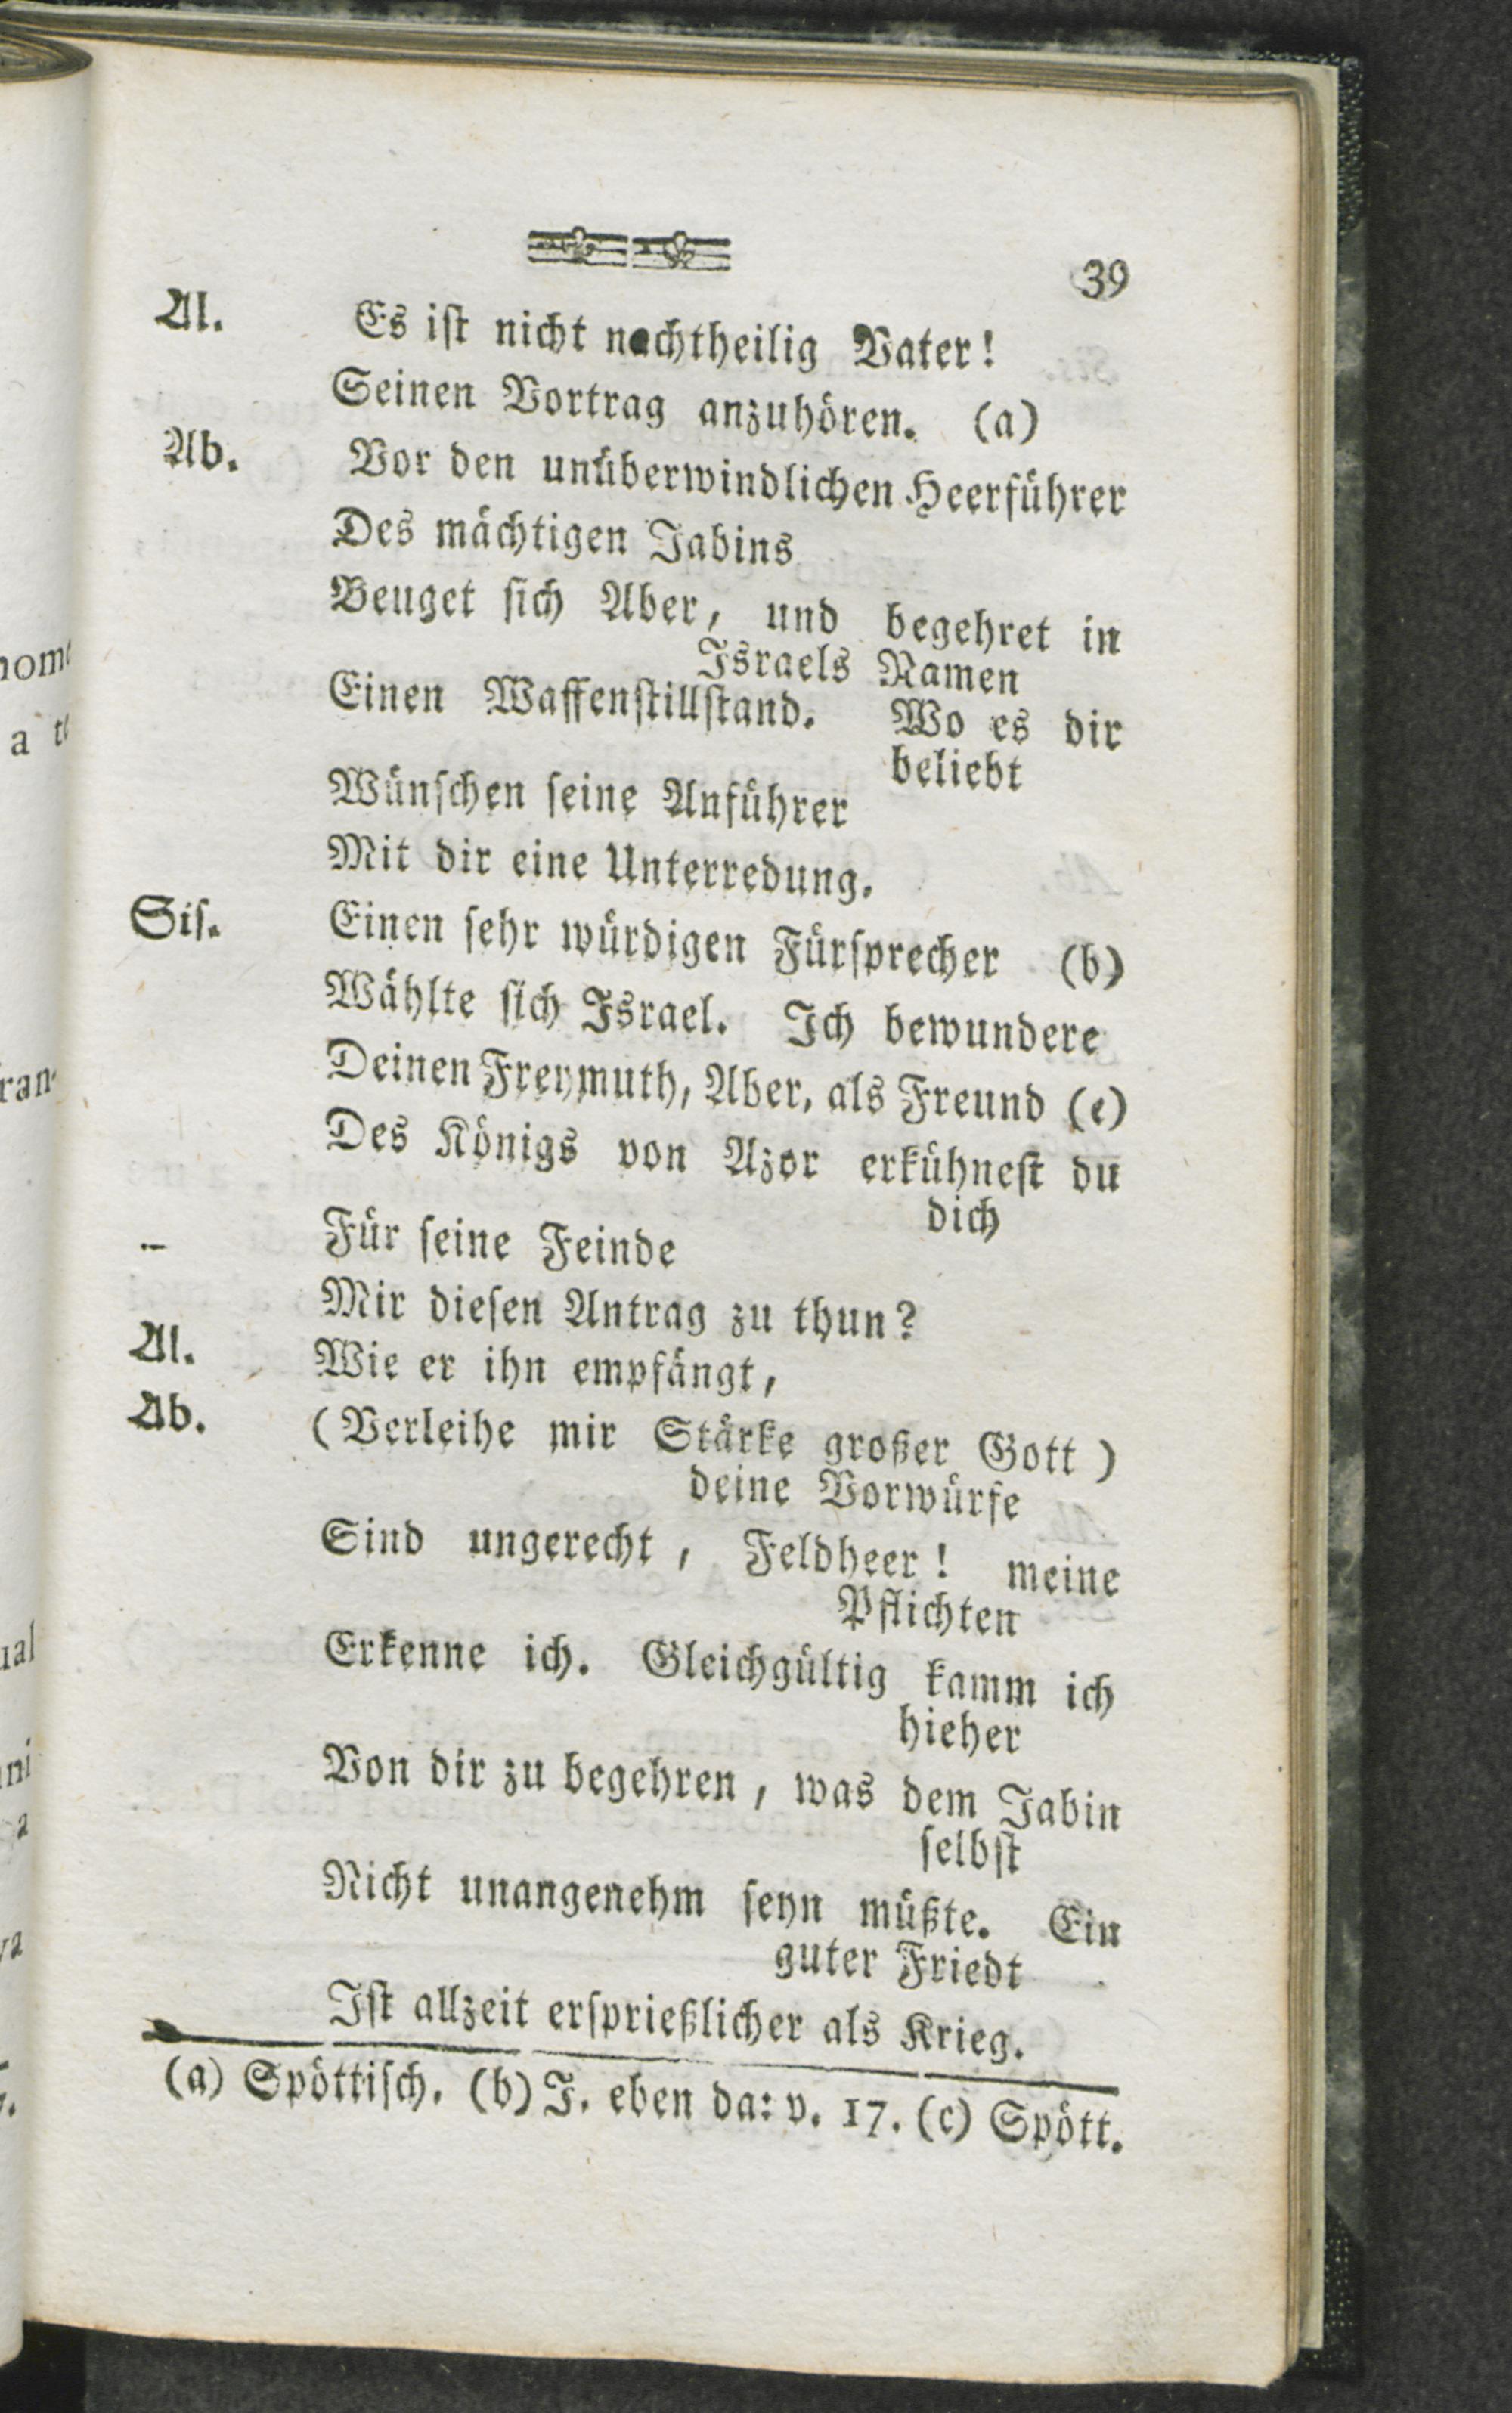 39
Al. Es ist nicht nachtheilig Vater!
Seinen Vortrag anzuhören. (a)
Ab. Vor den unüberwindlichen Heerführer
Des mächtigen Jabins
Beuget sich Aber, und begehret in
Israels Namen
Einen Waffenstillstand. Wo es dir
beliebt
Wünschen seine Anführer
Mit dir eine Unterredung.
Sis. Einen sehr würdigen Fürsprecher (b)
Wählte sich Israel. Ich bewundere
Deinen Freymuth, Aber, als Freund (c)
Des Königs von Azor erkühnest du
dich
Für seine Feinde
Mir diesen Antrag zu thun?
Al. Wie er ihn empfängt,
Ab. (Verleihe mir Stärke großer Gott)
deine Vorwürfe
Sind ungerecht, Feldheer! meine
Pflichten
Erkenne ich. Gleichgültig kamm ich
hieher
Von dir zu begehren, was dem Jabin
selbst
Nicht unangenehm seyn müßte. Ein
guter Friedt
Ist allzeit ersprießlicher als Krieg.
(a) Spöttisch. (b) J. eben da: v. 17. (c) Spött.